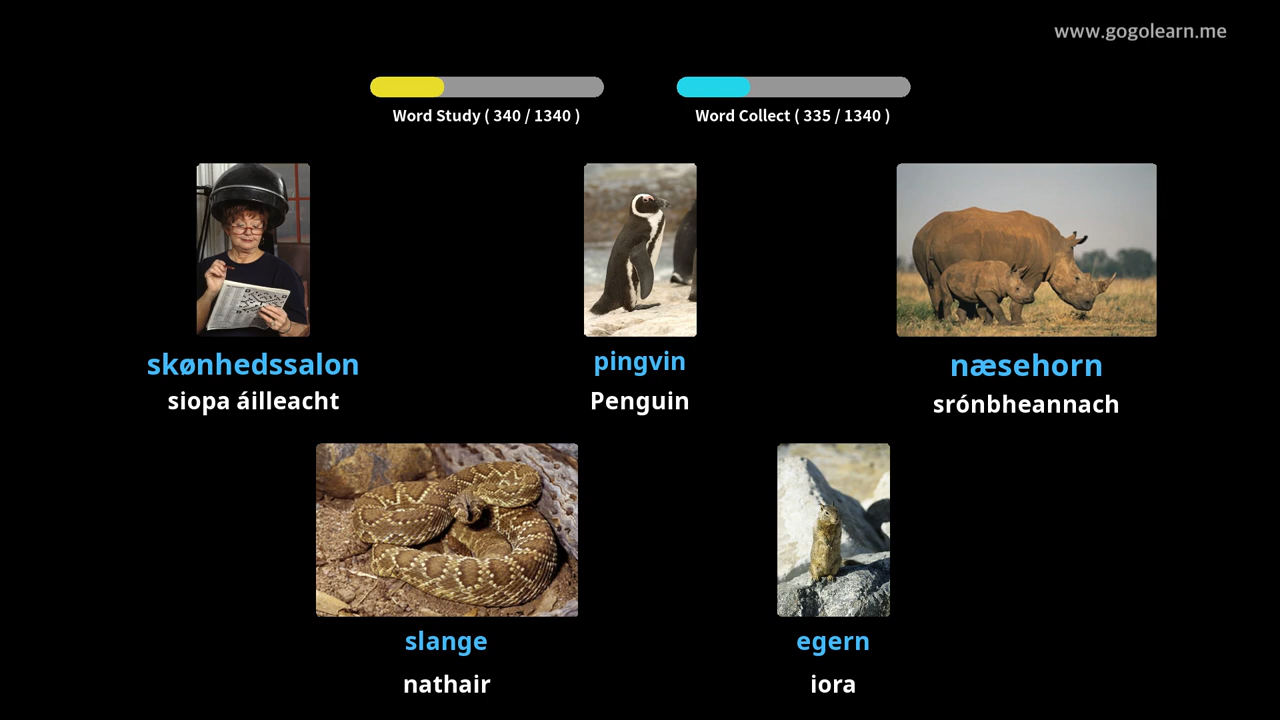 www.gogolearn.me
Word Study ( 340 / 1340 )
Word Collect ( 335 / 1340 )
skønhedssalon
siopa áilleacht
pingvin
Penguin
næsehorn
srónbheannach
slange
nathair
egern
iora